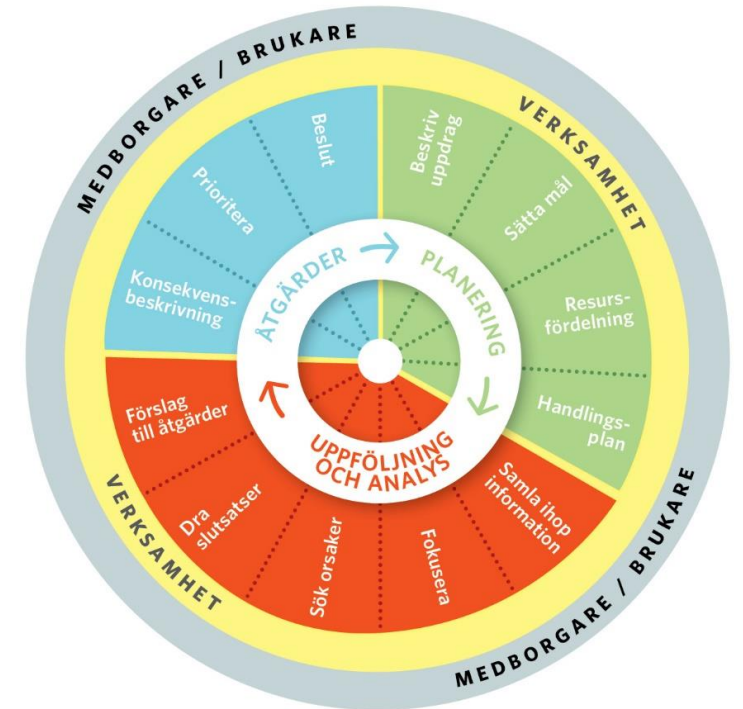 MEDBORGARE / BRUKARE
VERKSAMHET
Beskriv
uppdrag
Sätta mål
Resurs-
fördelning
Handlings-
plan
Samla ihop
information
Fokusera
Sök orsaker
Dra
slutsatser
Förslag
till åtgärder
Konsekvens-
beskrivning
Prioritera
Beslut
ÅTGÄRDER
PLANERING
UPPFÖLJNING
OCH ANALYS
VERKSAMHET
MEDBORGARE / BRUKARE